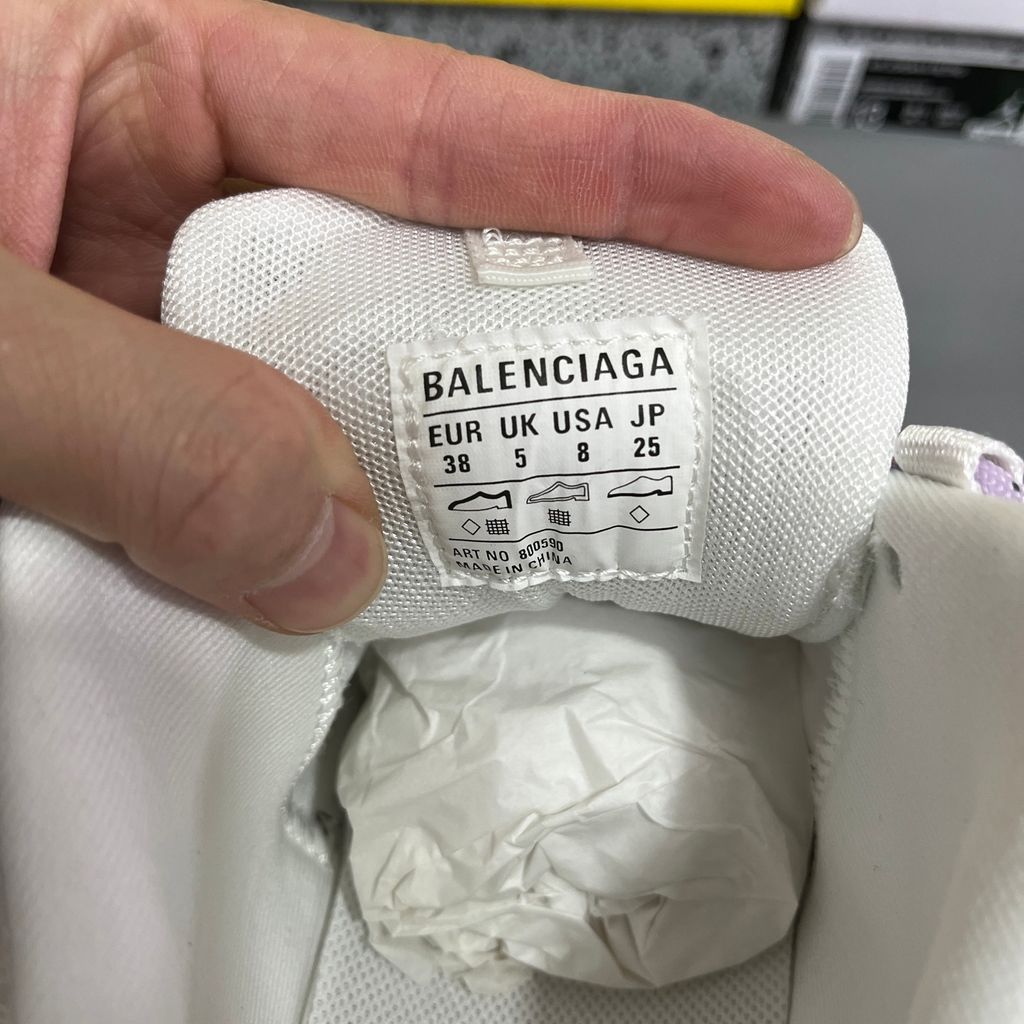 BALENCIAGA
EUR UK USA JP
38 5 8 25
ART NO 800590
MADE IN CHINA